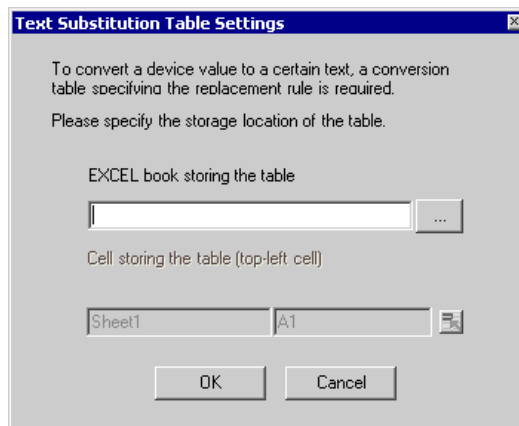 Text Substitution Table Settings
To convert a device value to a certain text, a conversion
table specifying the replacement rule is required.
Please specify the storage location of the table.
EXCEL book storing the table
...
Cell storing the table (top-left cell)
Sheet1 A1
OK Cancel